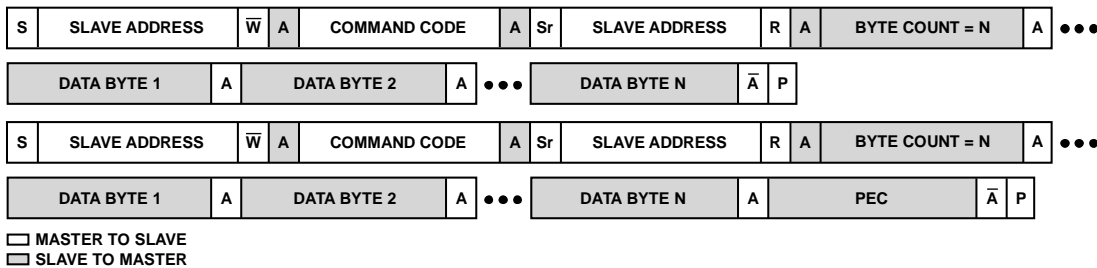 S SLAVE ADDRESS W̅ A COMMAND CODE A Sr SLAVE ADDRESS R A BYTE COUNT = N A •••
DATA BYTE 1 A DATA BYTE 2 A ••• DATA BYTE N A̅ P
S SLAVE ADDRESS W̅ A COMMAND CODE A Sr SLAVE ADDRESS R A BYTE COUNT = N A •••
DATA BYTE 1 A DATA BYTE 2 A ••• DATA BYTE N A PEC A̅ P
MASTER TO SLAVE
SLAVE TO MASTER